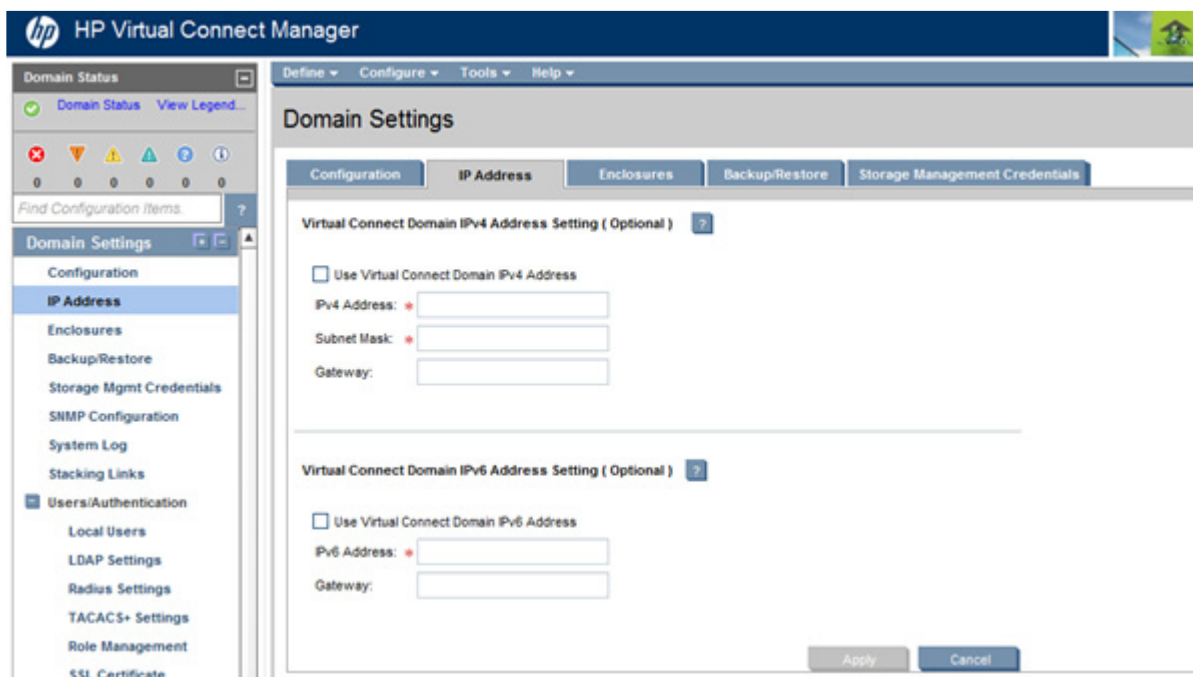 hp HP Virtual Connect Manager
Domain Status
Domain Status View Legend...
0 0 0 0 0 0
Find Configuration Items. ?
Domain Settings
Configuration
IP Address
Enclosures
Backup/Restore
Storage Mgmt Credentials
SNMP Configuration
System Log
Stacking Links
Users/Authentication
Local Users
LDAP Settings
Radius Settings
TACACS+ Settings
Role Management
SSL Certificate
Define Configure Tools Help
Domain Settings
Configuration IP Address Enclosures Backup/Restore Storage Management Credentials
Virtual Connect Domain IPv4 Address Setting ( Optional ) ?
Use Virtual Connect Domain IPv4 Address
IPv4 Address: *
Subnet Mask: *
Gateway:
Virtual Connect Domain IPv6 Address Setting ( Optional ) ?
Use Virtual Connect Domain IPv6 Address
IPv6 Address: *
Gateway:
Apply Cancel